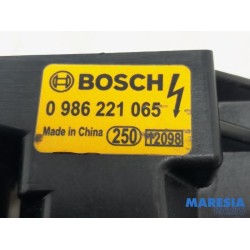 BOSCH
0 986 221 065
Made in China 250 12098
MARESIA